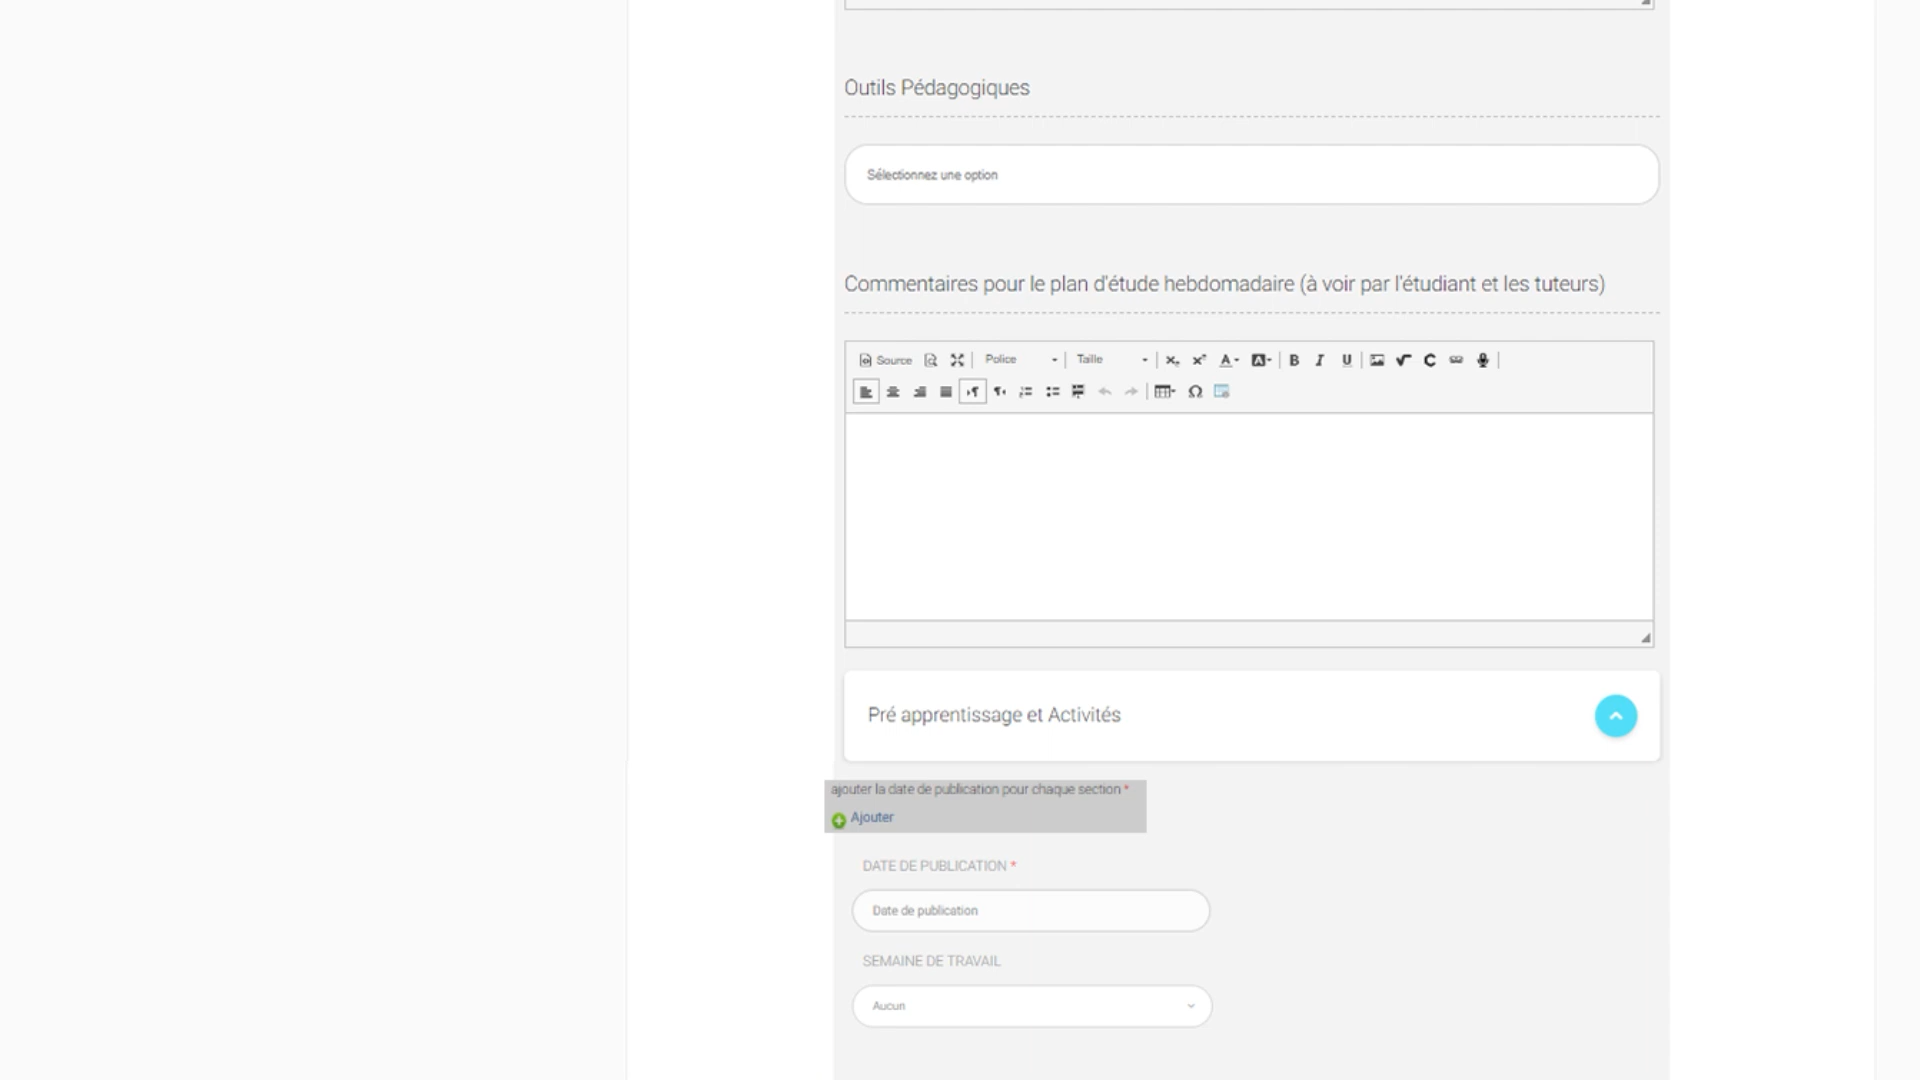 Outils Pédagogiques
Sélectionnez une option
Commentaires pour le plan d'étude hebdomadaire (à voir par l'étudiant et les tuteurs)
Source Police Taille
Pré apprentissage et Activités
ajouter la date de publication pour chaque section *
Ajouter
DATE DE PUBLICATION *
Date de publication
SEMAINE DE TRAVAIL
Aucun